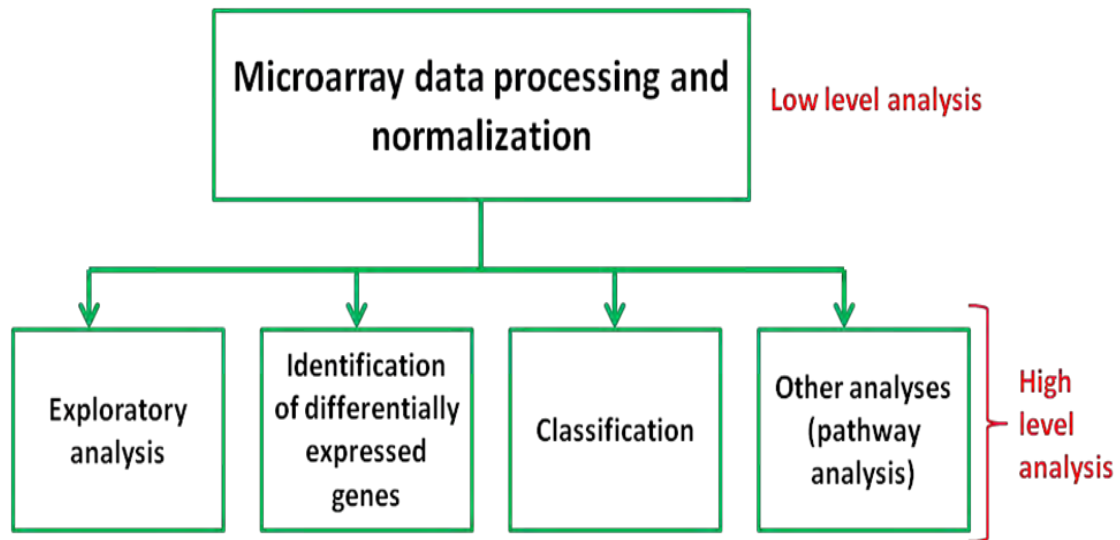 Microarray data processing and
normalization
Low level analysis
Exploratory
analysis
Identification
of differentially
expressed
genes
Classification
Other analyses
(pathway
analysis)
High
level
analysis